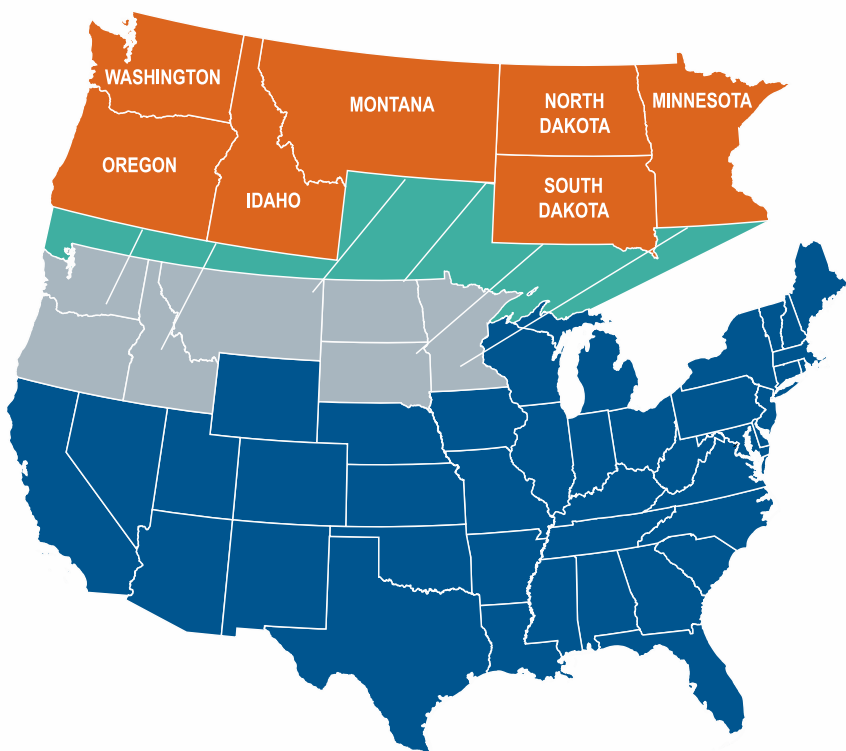 WASHINGTON
MONTANA
NORTH
DAKOTA
MINNESOTA
OREGON
IDAHO
SOUTH
DAKOTA